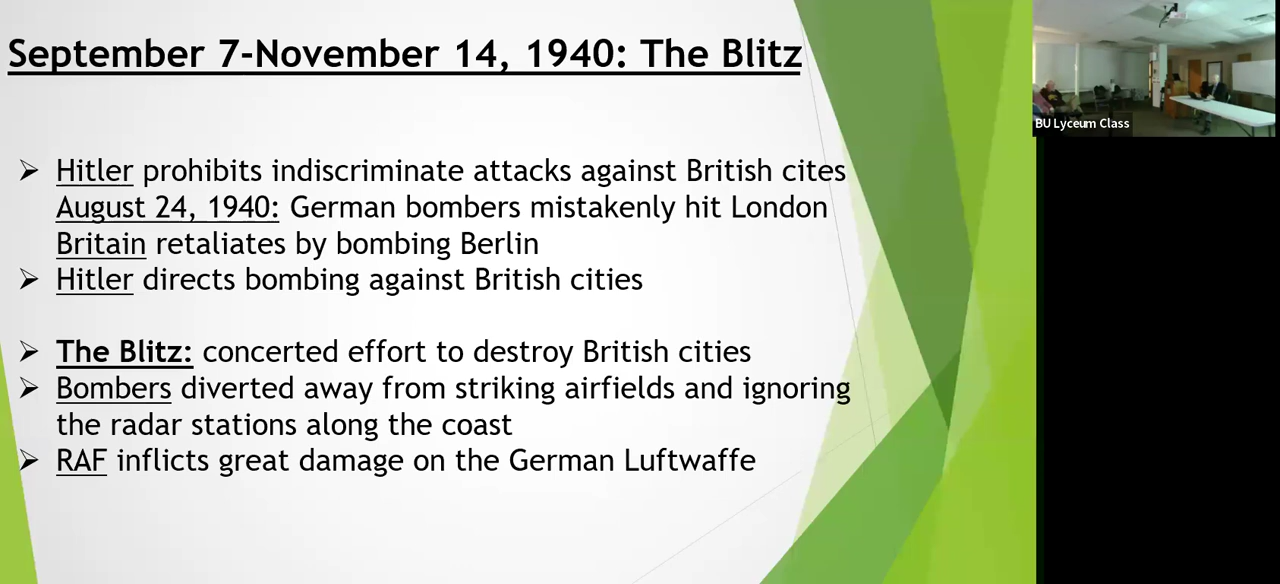 September 7-November 14, 1940: The Blitz
BU Lyceum Class
➢ Hitler prohibits indiscriminate attacks against British cites
August 24, 1940: German bombers mistakenly hit London
Britain retaliates by bombing Berlin
➢ Hitler directs bombing against British cities
➢ The Blitz: concerted effort to destroy British cities
➢ Bombers diverted away from striking airfields and ignoring
the radar stations along the coast
➢ RAF inflicts great damage on the German Luftwaffe